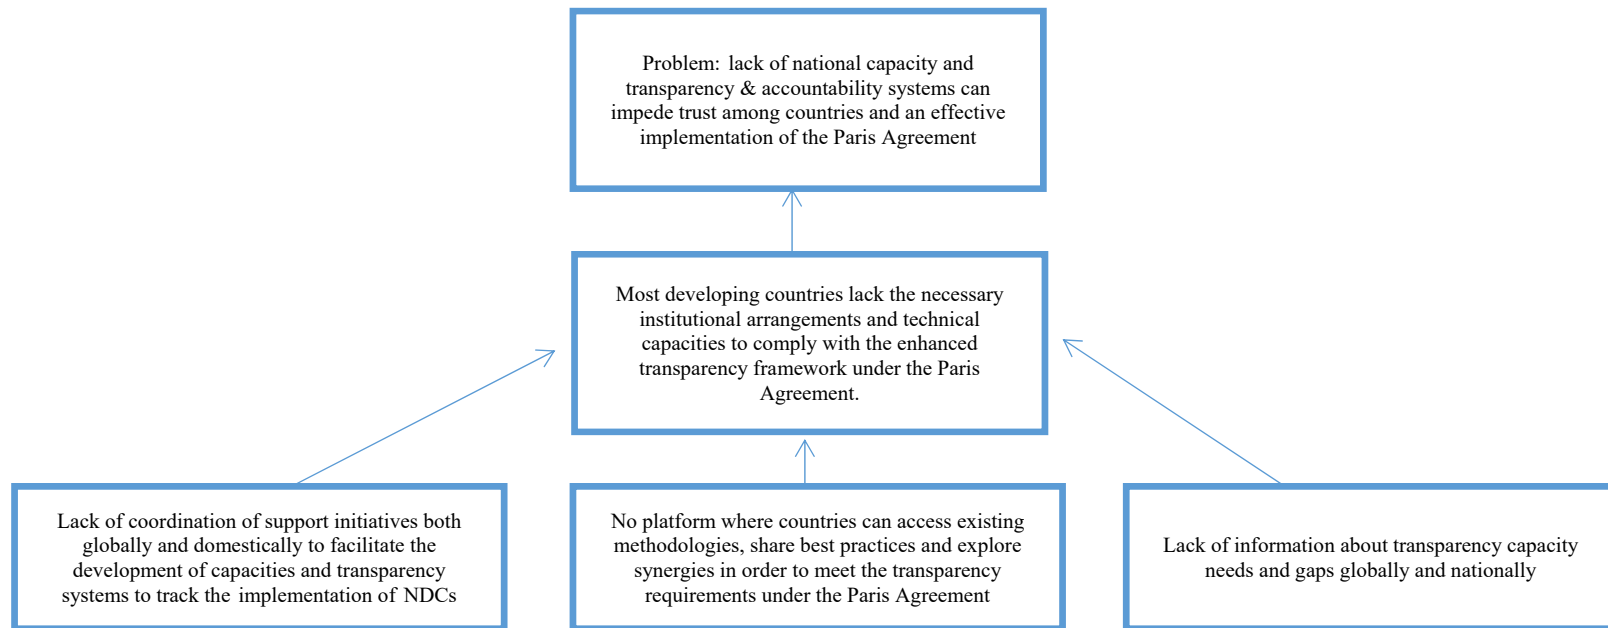 Problem: lack of national capacity and
transparency & accountability systems can
impede trust among countries and an effective
implementation of the Paris Agreement
Most developing countries lack the necessary
institutional arrangements and technical
capacities to comply with the enhanced
transparency framework under the Paris
Agreement.
Lack of coordination of support initiatives both
globally and domestically to facilitate the
development of capacities and transparency
systems to track the implementation of NDCs
No platform where countries can access existing
methodologies, share best practices and explore
synergies in order to meet the transparency
requirements under the Paris Agreement
Lack of information about transparency capacity
needs and gaps globally and nationally